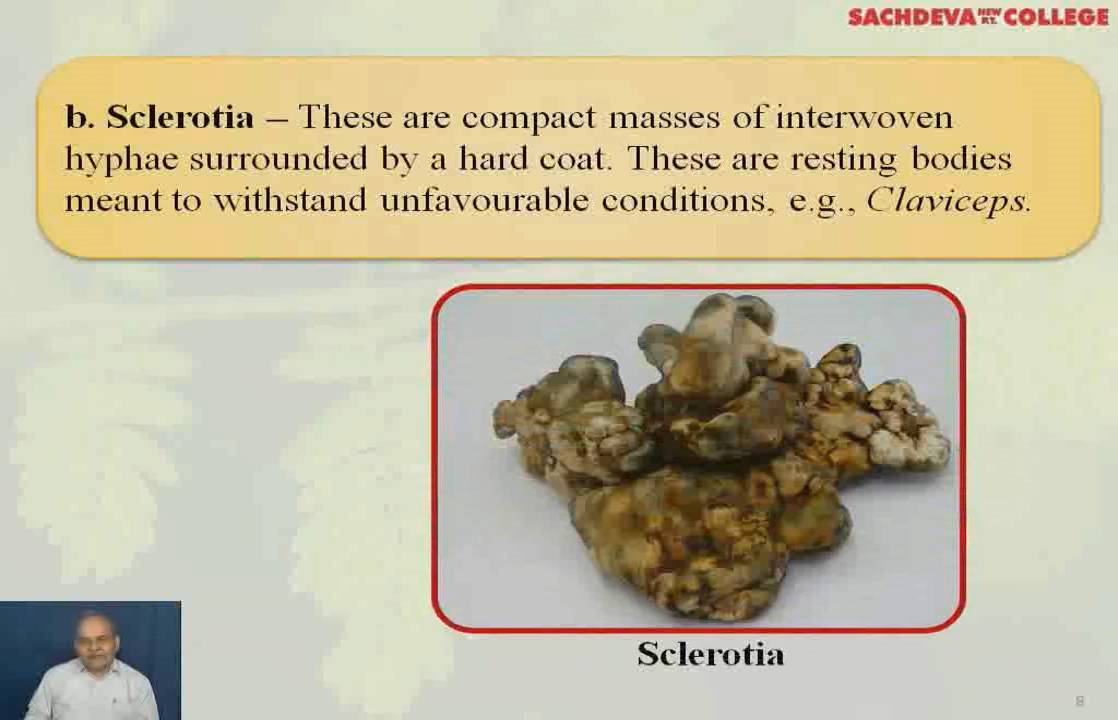 SACHDEVA NEW P.T. COLLEGE
b. Sclerotia – These are compact masses of interwoven
hyphae surrounded by a hard coat. These are resting bodies
meant to withstand unfavourable conditions, e.g., Claviceps.
Sclerotia
8